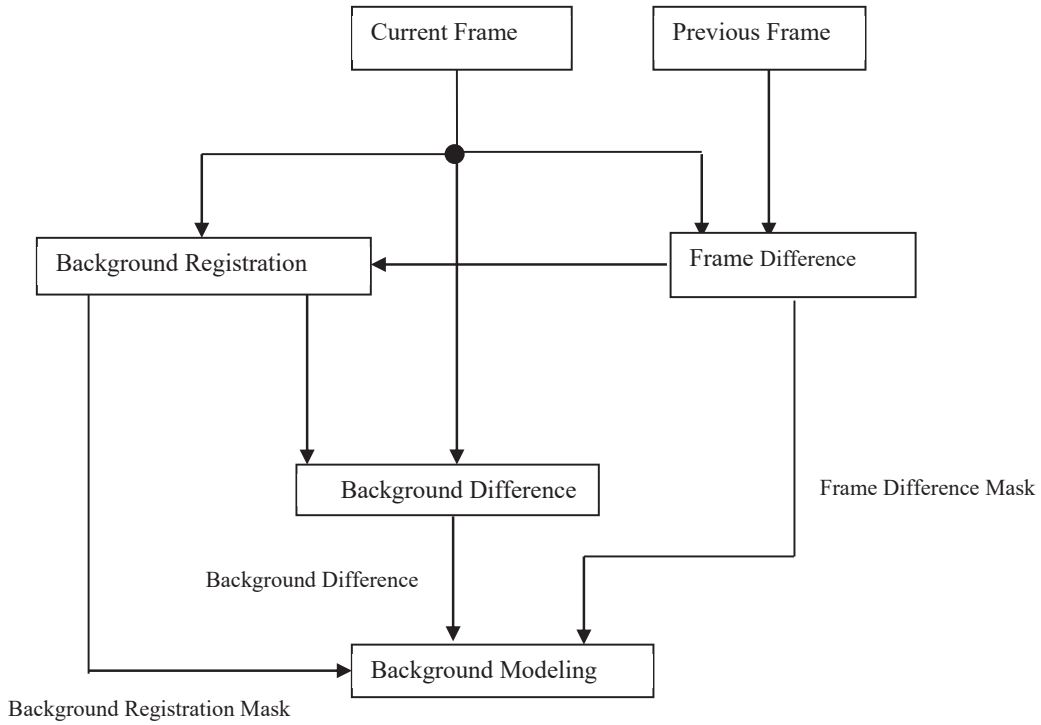 Current Frame
Previous Frame
Background Registration
Frame Difference
Background Difference
Frame Difference Mask
Background Difference
Background Modeling
Background Registration Mask